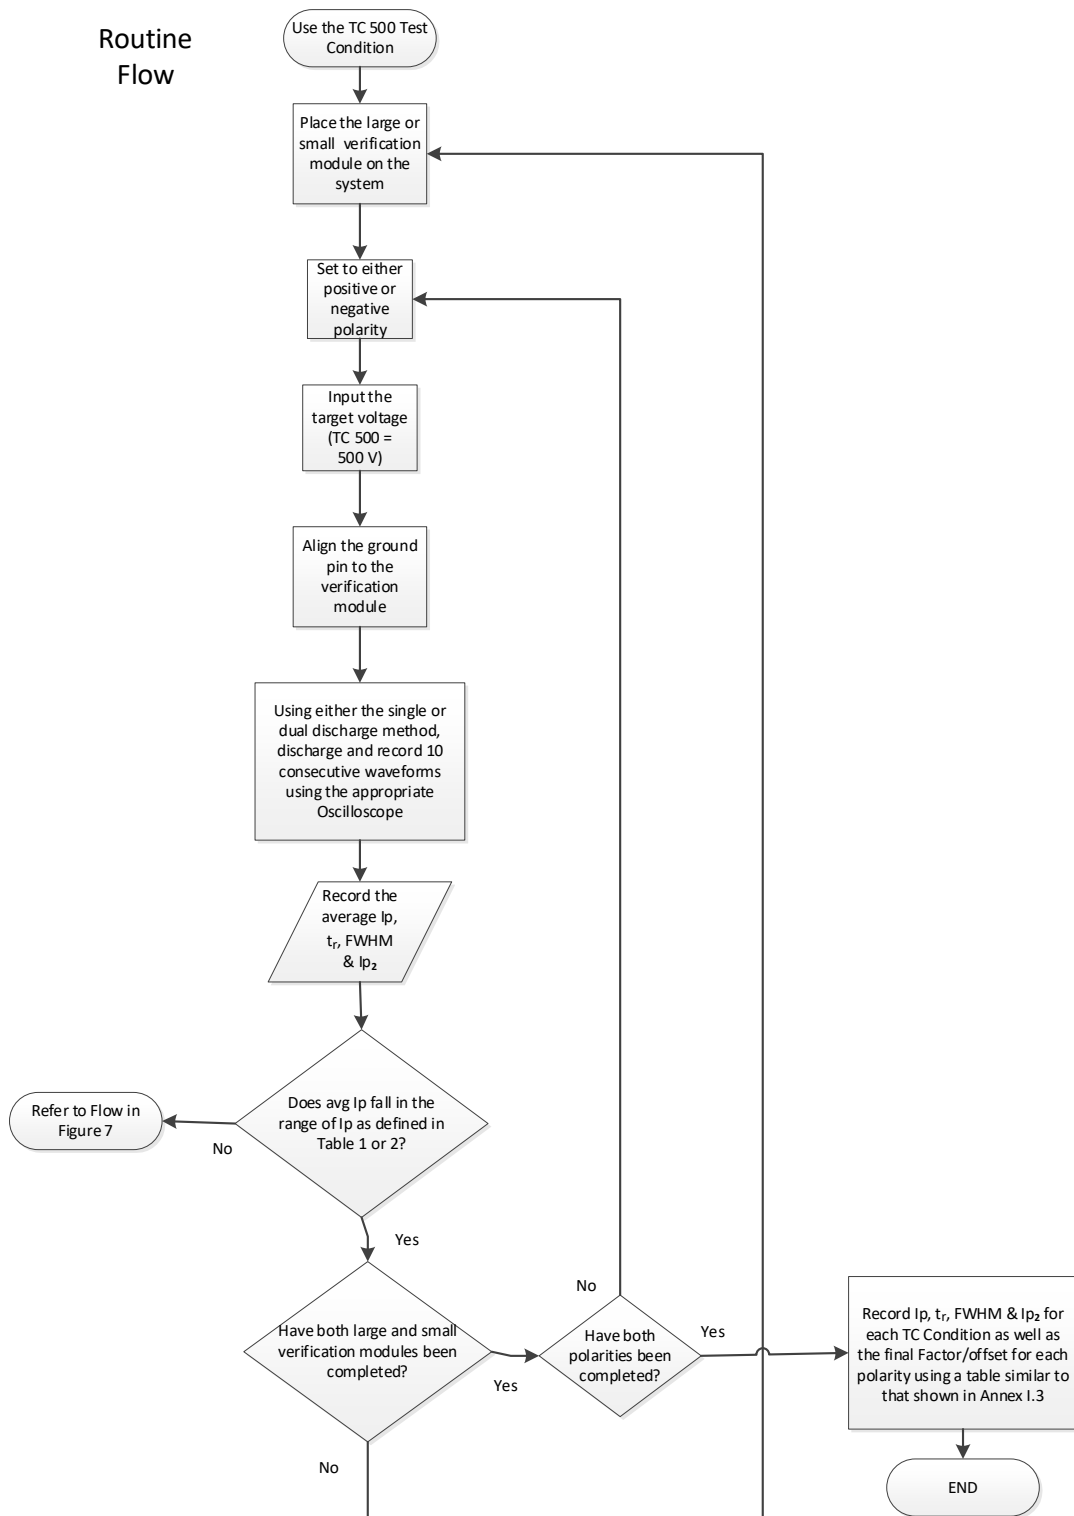 Routine
Flow
Use the TC 500 Test
Condition
Place the large or
small verification
module on the
system
Set to either
positive or
negative
polarity
Input the
target voltage
(TC 500 =
500 V)
Align the ground
pin to the
verification
module
Using either the single or
dual discharge method,
discharge and record 10
consecutive waveforms
using the appropriate
Oscilloscope
Record the
average Ip,
tᵣ, FWHM
& Ip₂
Does avg Ip fall in the
range of Ip as defined in
Table 1 or 2?
No
Refer to Flow in
Figure 7
Yes
Have both large and small
verification modules been
completed?
Yes
No
Have both
polarities been
completed?
No
Yes
Record Ip, tᵣ, FWHM & Ip₂ for
each TC Condition as well as
the final Factor/offset for each
polarity using a table similar to
that shown in Annex I.3
END